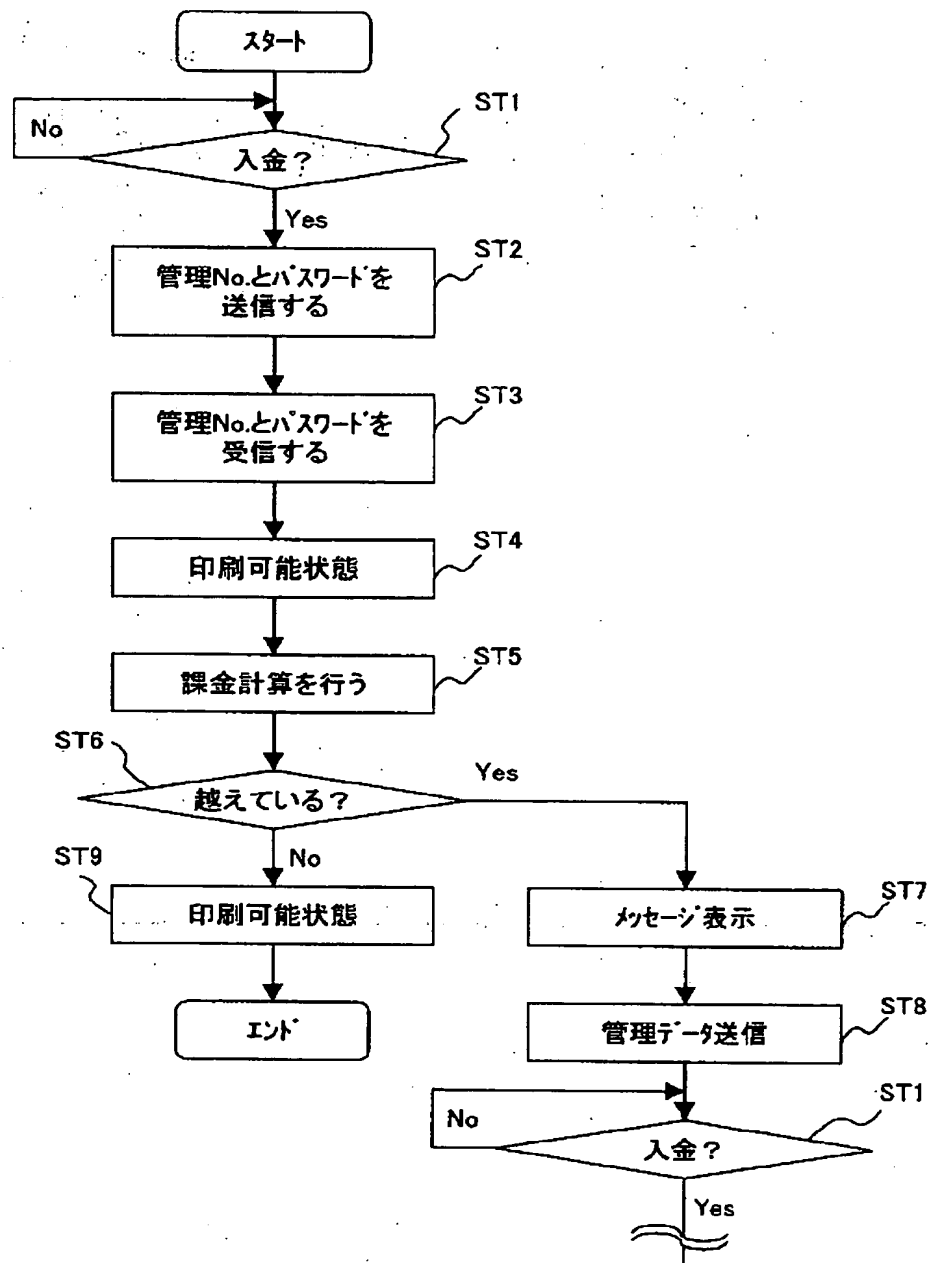 スタート
ST1
No
入金？
Yes
ST2
管理No.とパスワードを
送信する
ST3
管理No.とパスワードを
受信する
ST4
印刷可能状態
ST5
課金計算を行う
ST6
越えている？
Yes
No
ST9
印刷可能状態
エンド
ST7
メッセージ表示
ST8
管理データ送信
ST1
No
入金？
Yes